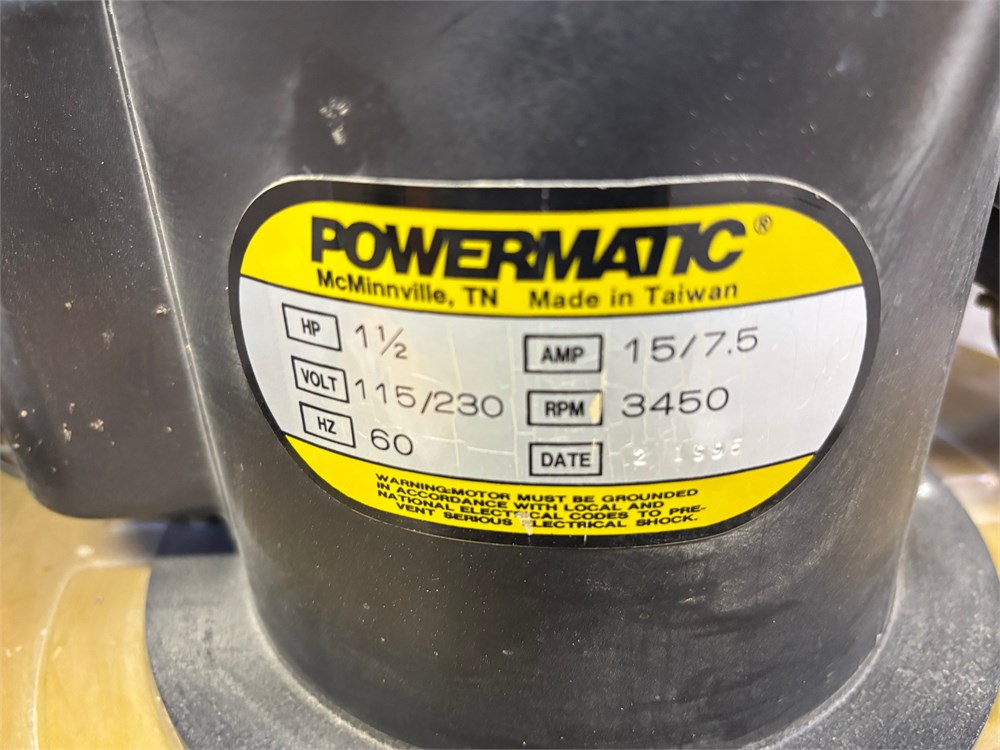 POWERMATIC®
McMinnville, TN Made in Taiwan
HP 1½ AMP 15/7.5
VOLT 115/230 RPM 3450
HZ 60 DATE 2
WARNING:MOTOR MUST BE GROUNDED
IN ACCORDANCE WITH LOCAL AND
NATIONAL ELECTRICAL CODES TO PRE-
VENT SERIOUS ELECTRICAL SHOCK.